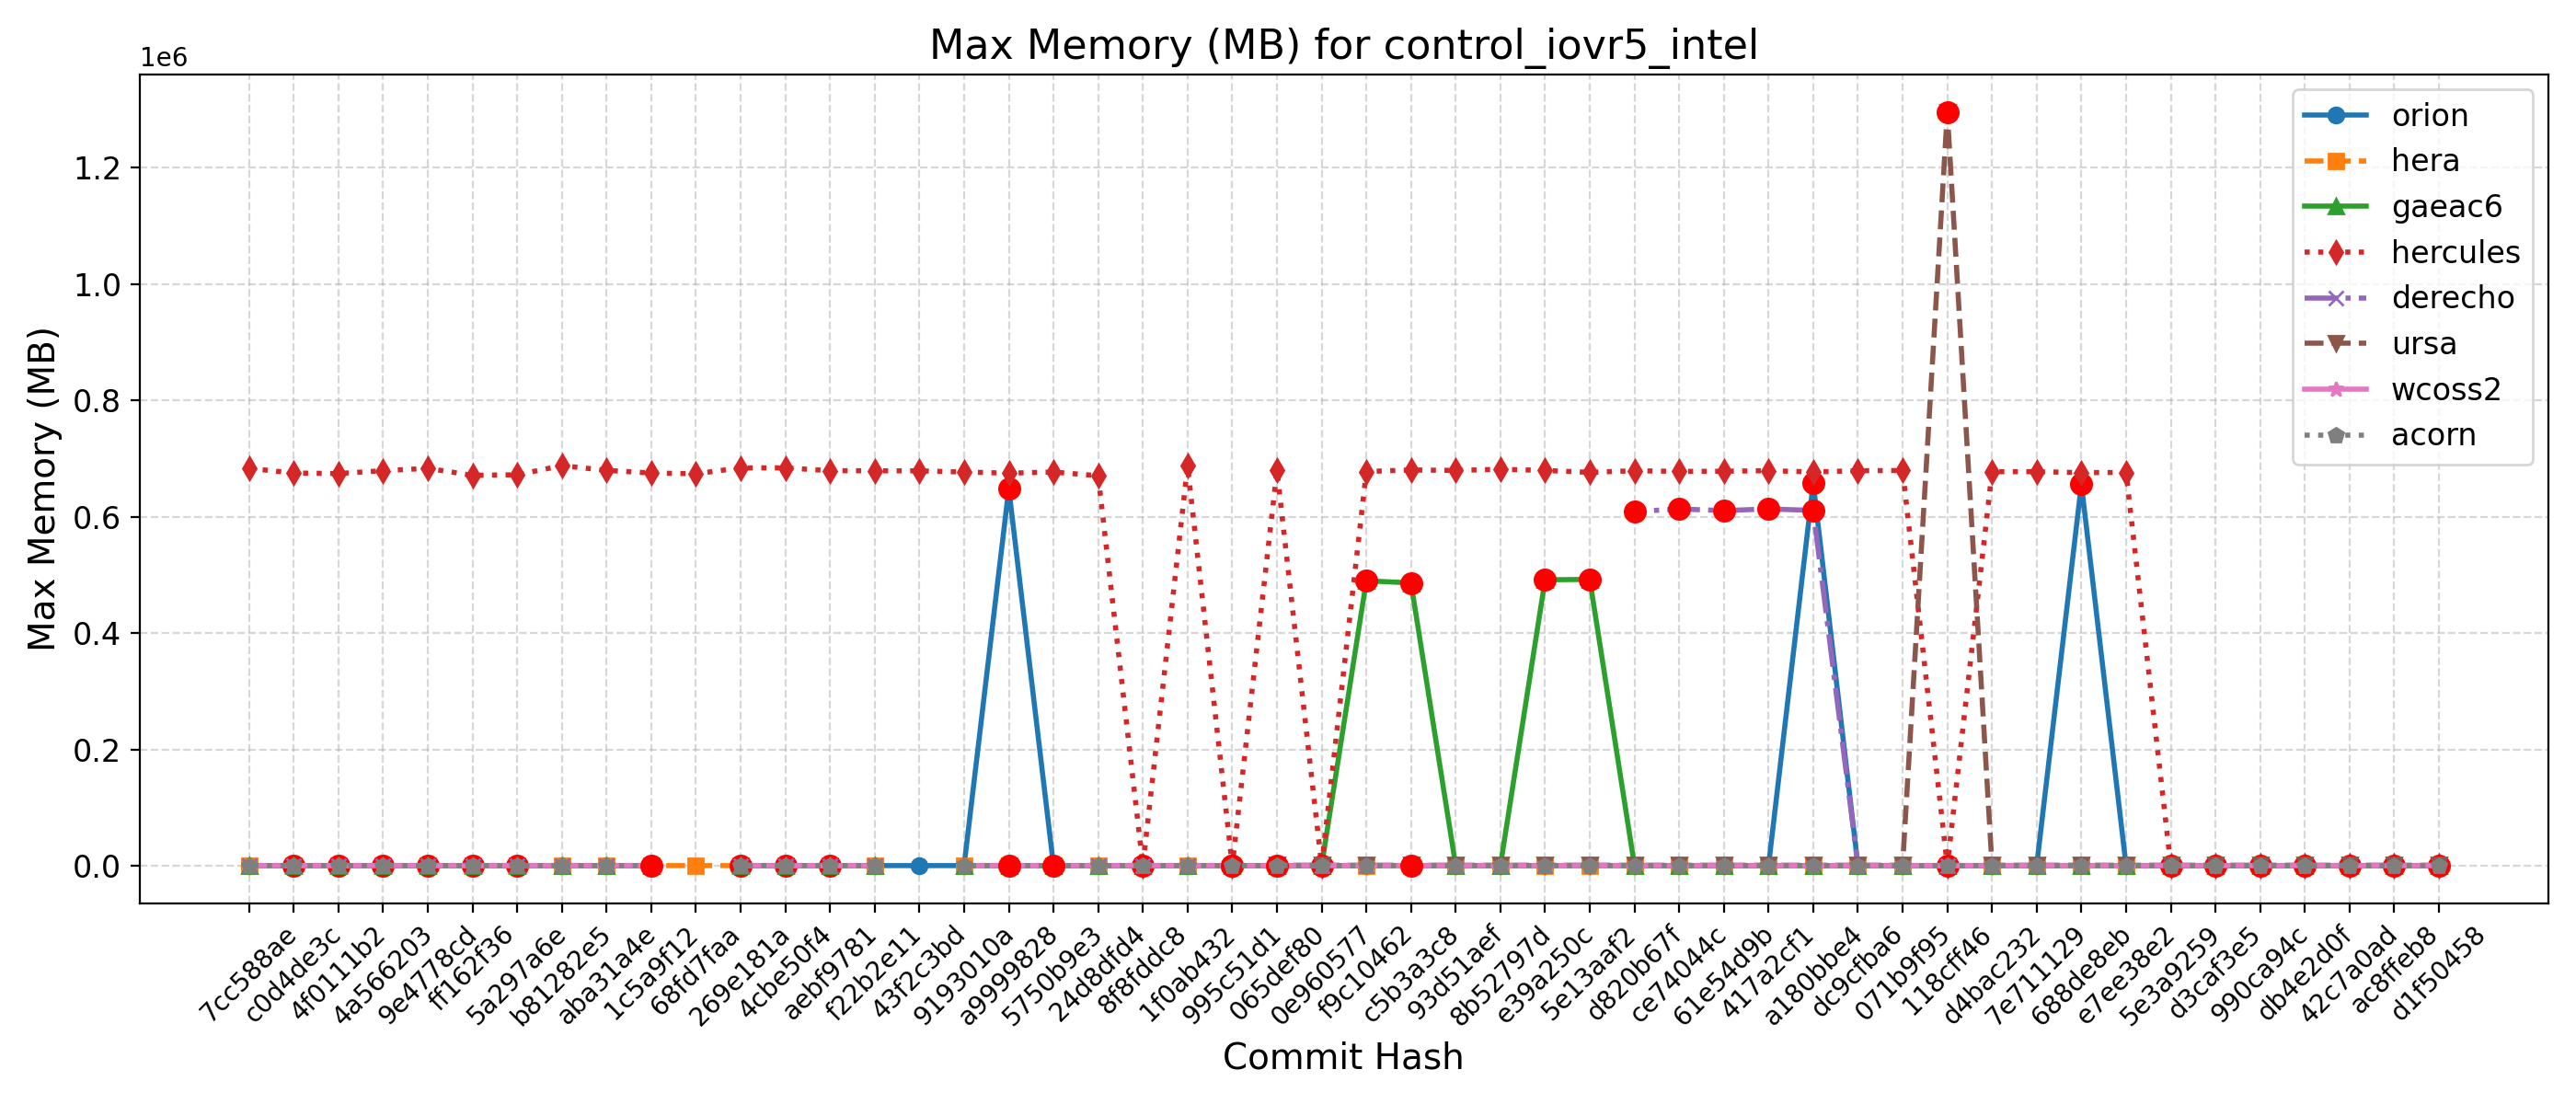 Max Memory (MB) for control_iovr5_intel
1e6
1.2
1.0
0.8
0.6
0.4
0.2
0.0
Max Memory (MB)
orion
hera
gaeac6
hercules
derecho
ursa
wcoss2
acorn
7cc588ae
c0d4de3c
4f0111b2
4a566203
9e4778cd
ff162f36
5a297a6e
b81282e5
aba31a4e
1c5a9f12
68fd7faa
269e181a
4cbe50f4
aebf9781
f22b2e11
43f2c3bd
9193010a
a9999828
5750b9e3
24d8dfd4
8f8fddc8
1f0ab432
995c51d1
065def80
0e960577
f9c10462
c5b3a3c8
93d51aef
8b52797d
e39a250c
5e13aaf2
d820b67f
ce74044c
61e54d9b
417a2cf1
a180bbe4
dc9cfba6
071b9f95
118cff46
d4bac232
7e711129
688de8eb
e7ee38e2
5e3a9259
d3caf3e5
990ca94c
db4e2d0f
42c7a0ad
ac8ffeb8
d1f50458
Commit Hash